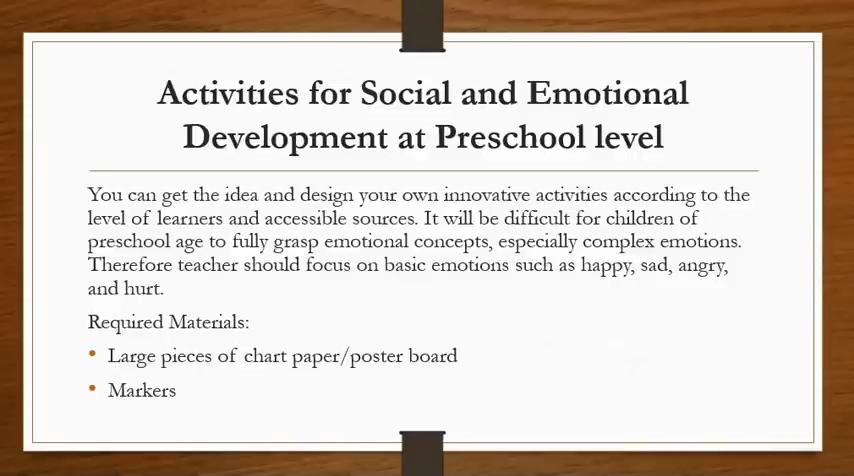 Activities for Social and Emotional
Development at Preschool level
You can get the idea and design your own innovative activities according to the
level of learners and accessible sources. It will be difficult for children of
preschool age to fully grasp emotional concepts, especially complex emotions.
Therefore teacher should focus on basic emotions such as happy, sad, angry,
and hurt.
Required Materials:
• Large pieces of chart paper/poster board
• Markers